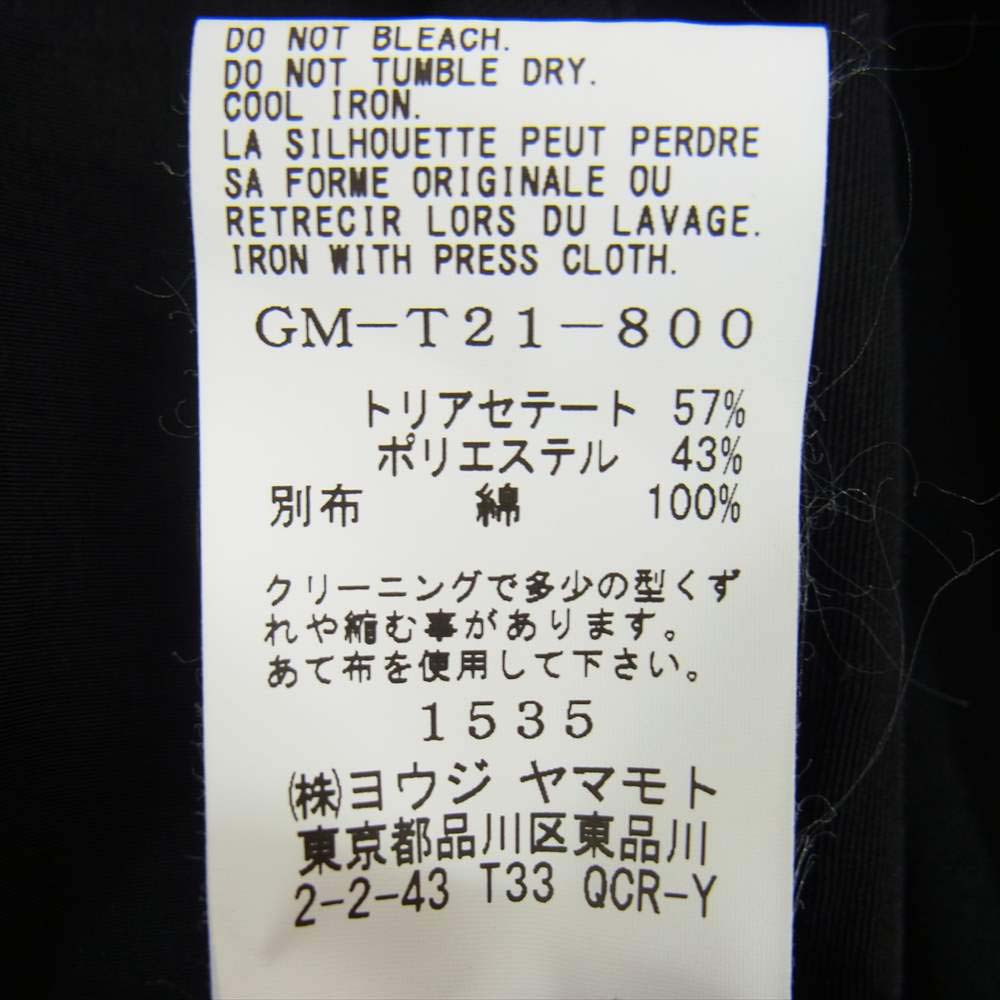 DO NOT BLEACH.
DO NOT TUMBLE DRY.
COOL IRON.
LA SILHOUETTE PEUT PERDRE
SA FORME ORIGINALE OU
RETRECIR LORS DU LAVAGE.
IRON WITH PRESS CLOTH.
GM-T21-800
トリアセテート 57%
ポリエステル 43%
別布 綿 100%
クリーニングで多少の型くず
れや縮む事があります。
あて布を使用して下さい。
1535
(株)ヨウジ ヤマモト
東京都品川区東品川
2-2-43 T33 QCR-Y